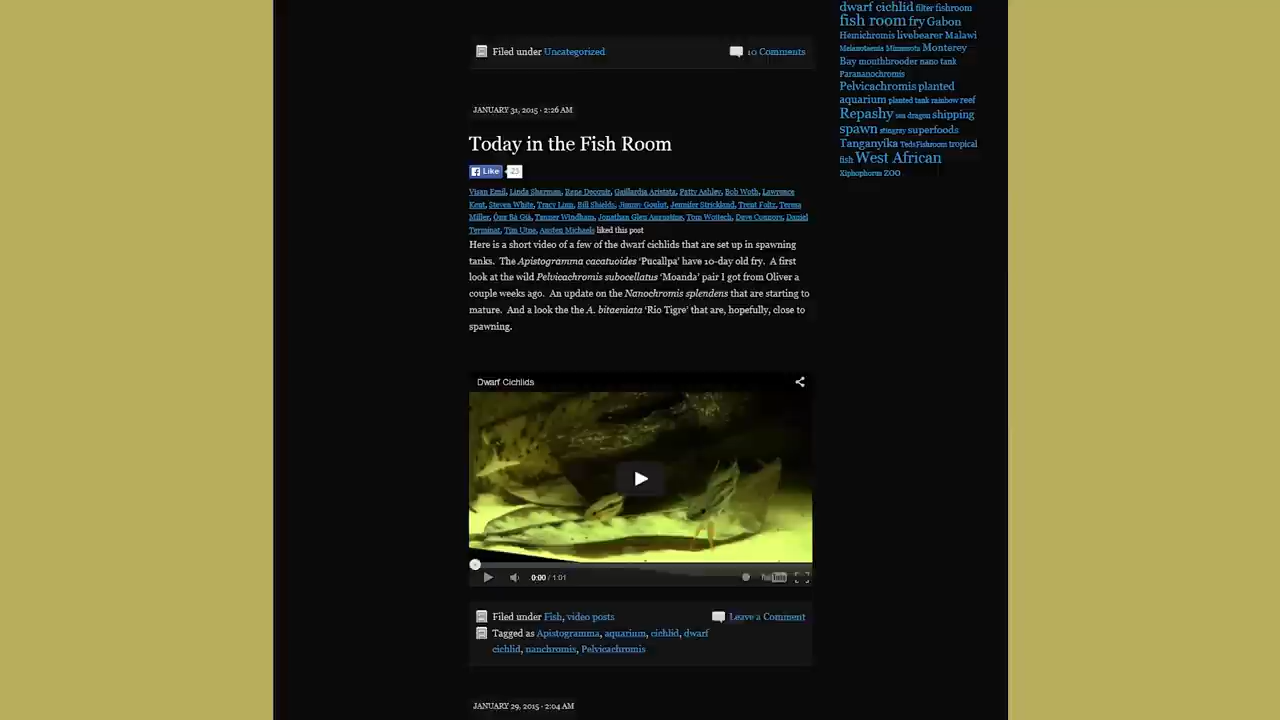 dwarf cichlid filter fishroom
fish room fry Gabon
Hemichromis livebearer Malawi
Melanotaenia Minnesota Monterey
Bay mouthbrooder nano tank
Parananochromis
Pelvicachromis planted
aquarium planted tank rainbow reef
Repashy sea dragon shipping
spawn stingray superfoods
Tanganyika TedsFishroom tropical
fish West African
Xiphophorus zoo
Filed under Uncategorized
10 Comments
JANUARY 31, 2015 · 2:26 AM
Today in the Fish Room
Like 25
Visan Emil, Linda Sharman, Rene Decouir, Gaillardia Aristata, Patty Ashley, Bob Woth, Lawrence
Kent, Steven White, Tracy Linn, Bill Shields, Jimmy Goulut, Jennifer Strickland, Trent Foltz, Teresa
Miller, Tanner Windham, Jonathan Glen Augustine, Tom Wojtech, Dave Connors, Daniel
Terminat, Tim Utne, Austen Michaels liked this post
Here is a short video of a few of the dwarf cichlids that are set up in spawning
tanks. The Apistogramma cacatuoides ‘Pucallpa’ have 10-day old fry. A first
look at the wild Pelvicachromis subocellatus ‘Moanda’ pair I got from Oliver a
couple weeks ago. An update on the Nanochromis splendens that are starting to
mature. And a look the the A. bitaeniata ‘Rio Tigre’ that are, hopefully, close to
spawning.
Dwarf Cichlids
0:00 / 1:01
YouTube
Filed under Fish, video posts
Leave a Comment
Tagged as Apistogramma, aquarium, cichlid, dwarf
cichlid, nanchromis, Pelvicachromis
JANUARY 29, 2015 · 2:04 AM